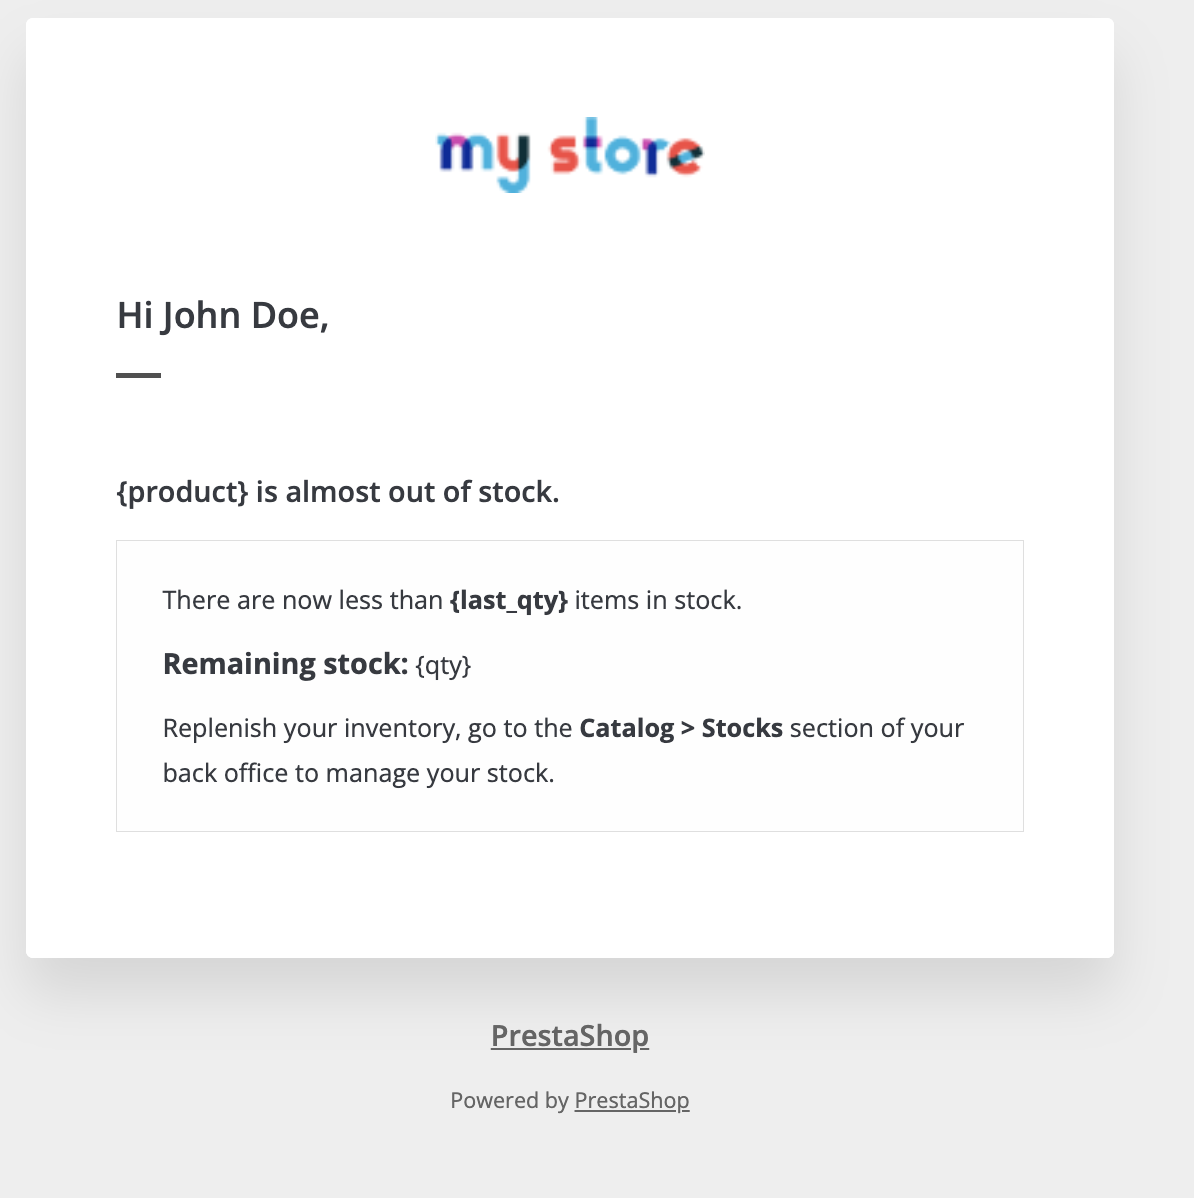 my store
Hi John Doe,
{product} is almost out of stock.
There are now less than {last_qty} items in stock.
Remaining stock: {qty}
Replenish your inventory, go to the Catalog > Stocks section of your
back office to manage your stock.
PrestaShop
Powered by PrestaShop